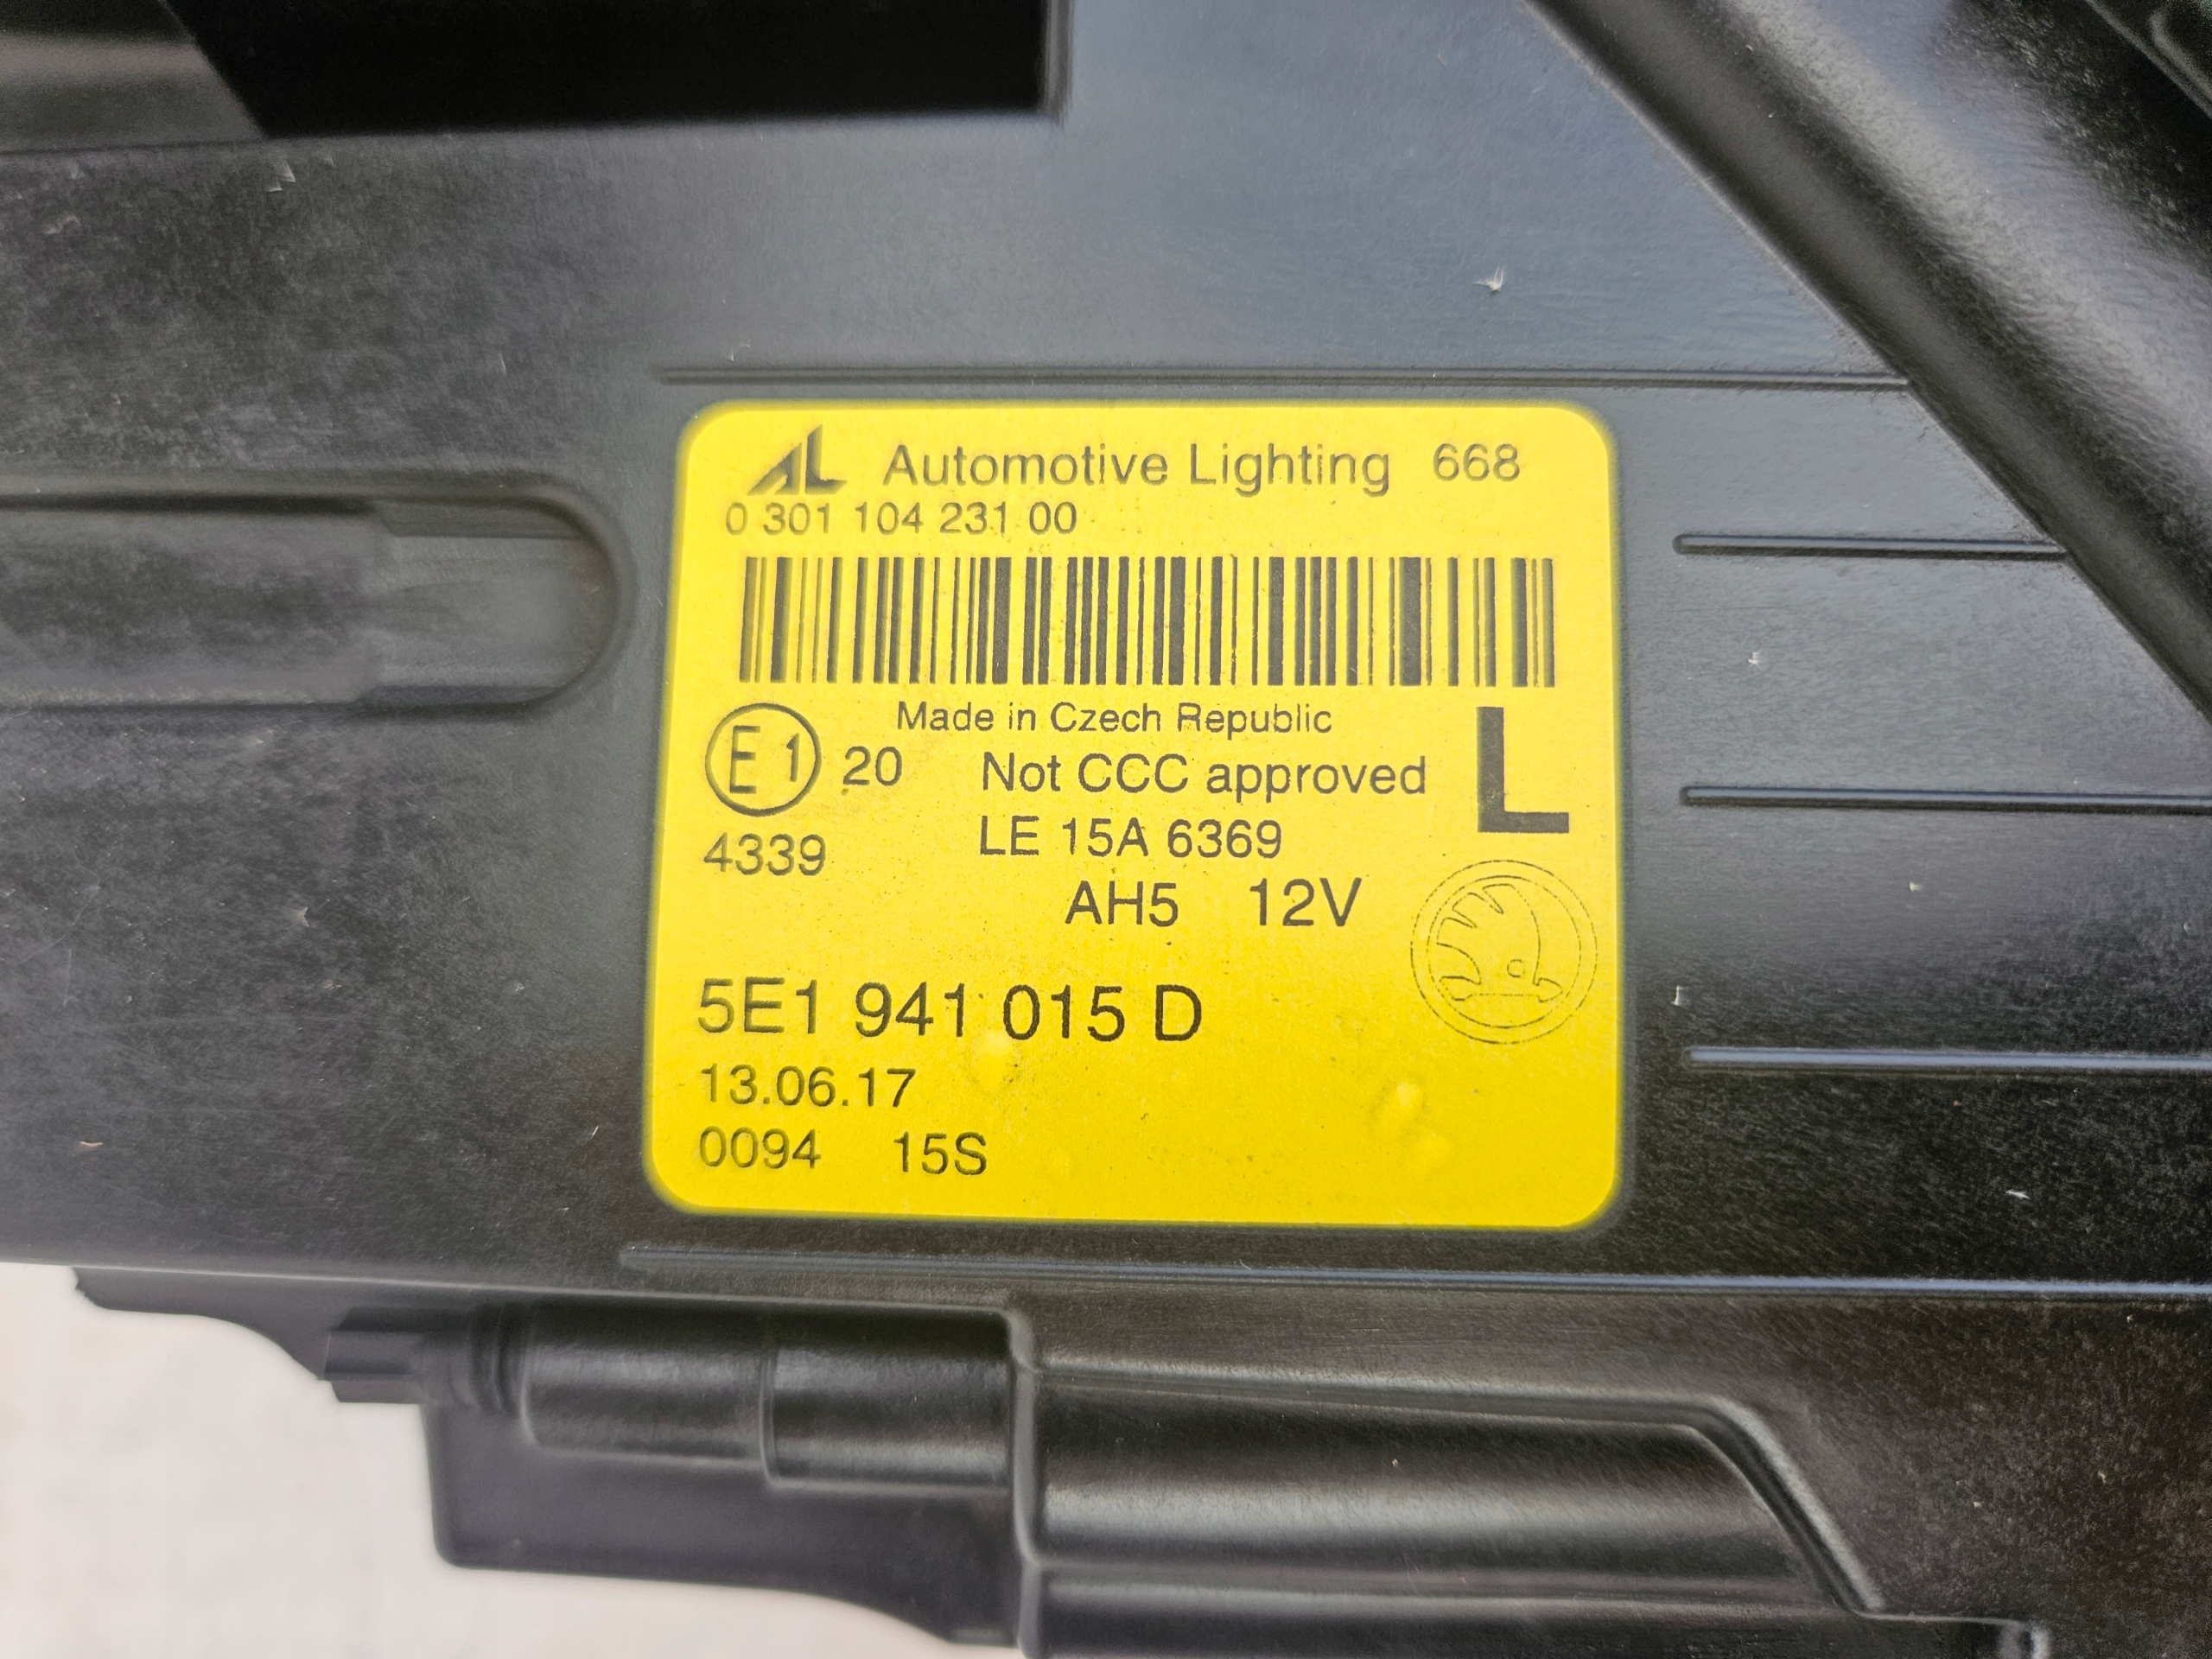 AL Automotive Lighting 668
0 301 104 231 00
Made in Czech Republic
E1 20 Not CCC approved L
4339 LE 15A 6369
AH5 12V
5E1 941 015 D
13.06.17
0094 15S